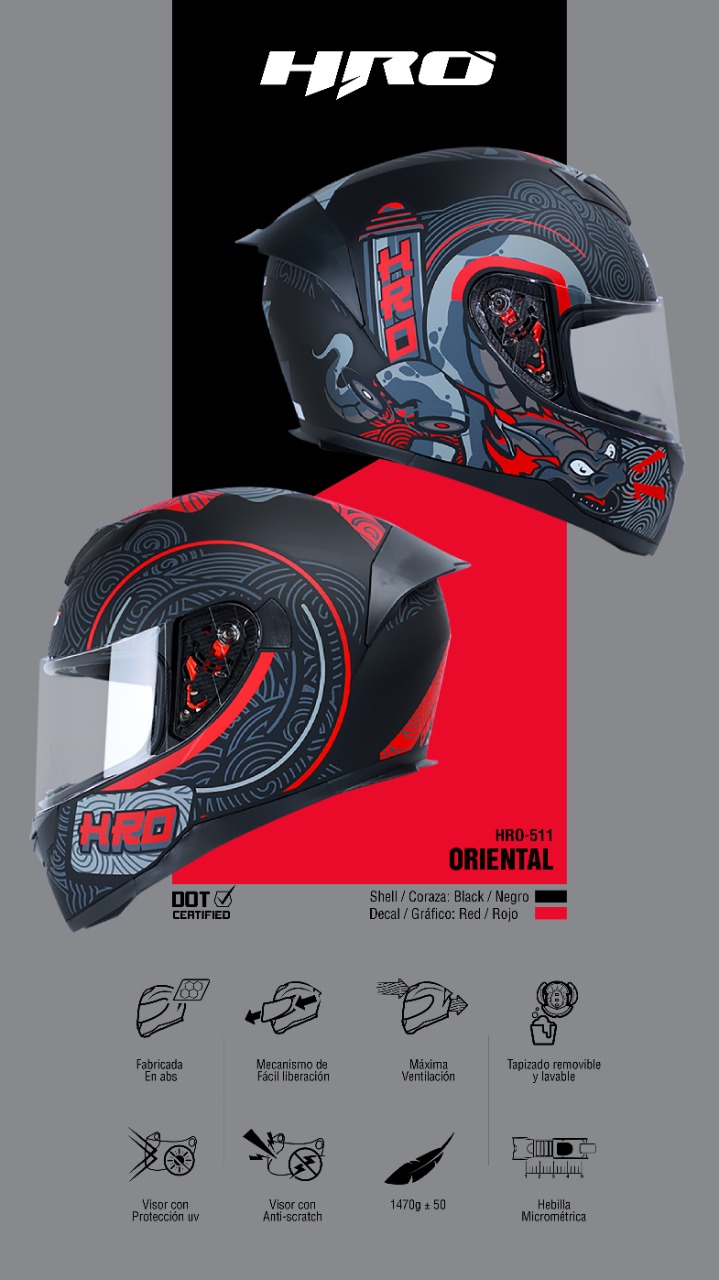 HRO
HRO
HRO
HRO-511
ORIENTAL
DOT
CERTIFIED
Shell / Coraza: Black / Negro
Decal / Gráfico: Red / Rojo
Fabricada
En abs
Mecanismo de
Fácil liberación
Máxima
Ventilación
Tapizado removible
y lavable
Visor con
Protección uv
Visor con
Anti-scratch
1470g ± 50
Hebilla
Micrométrica